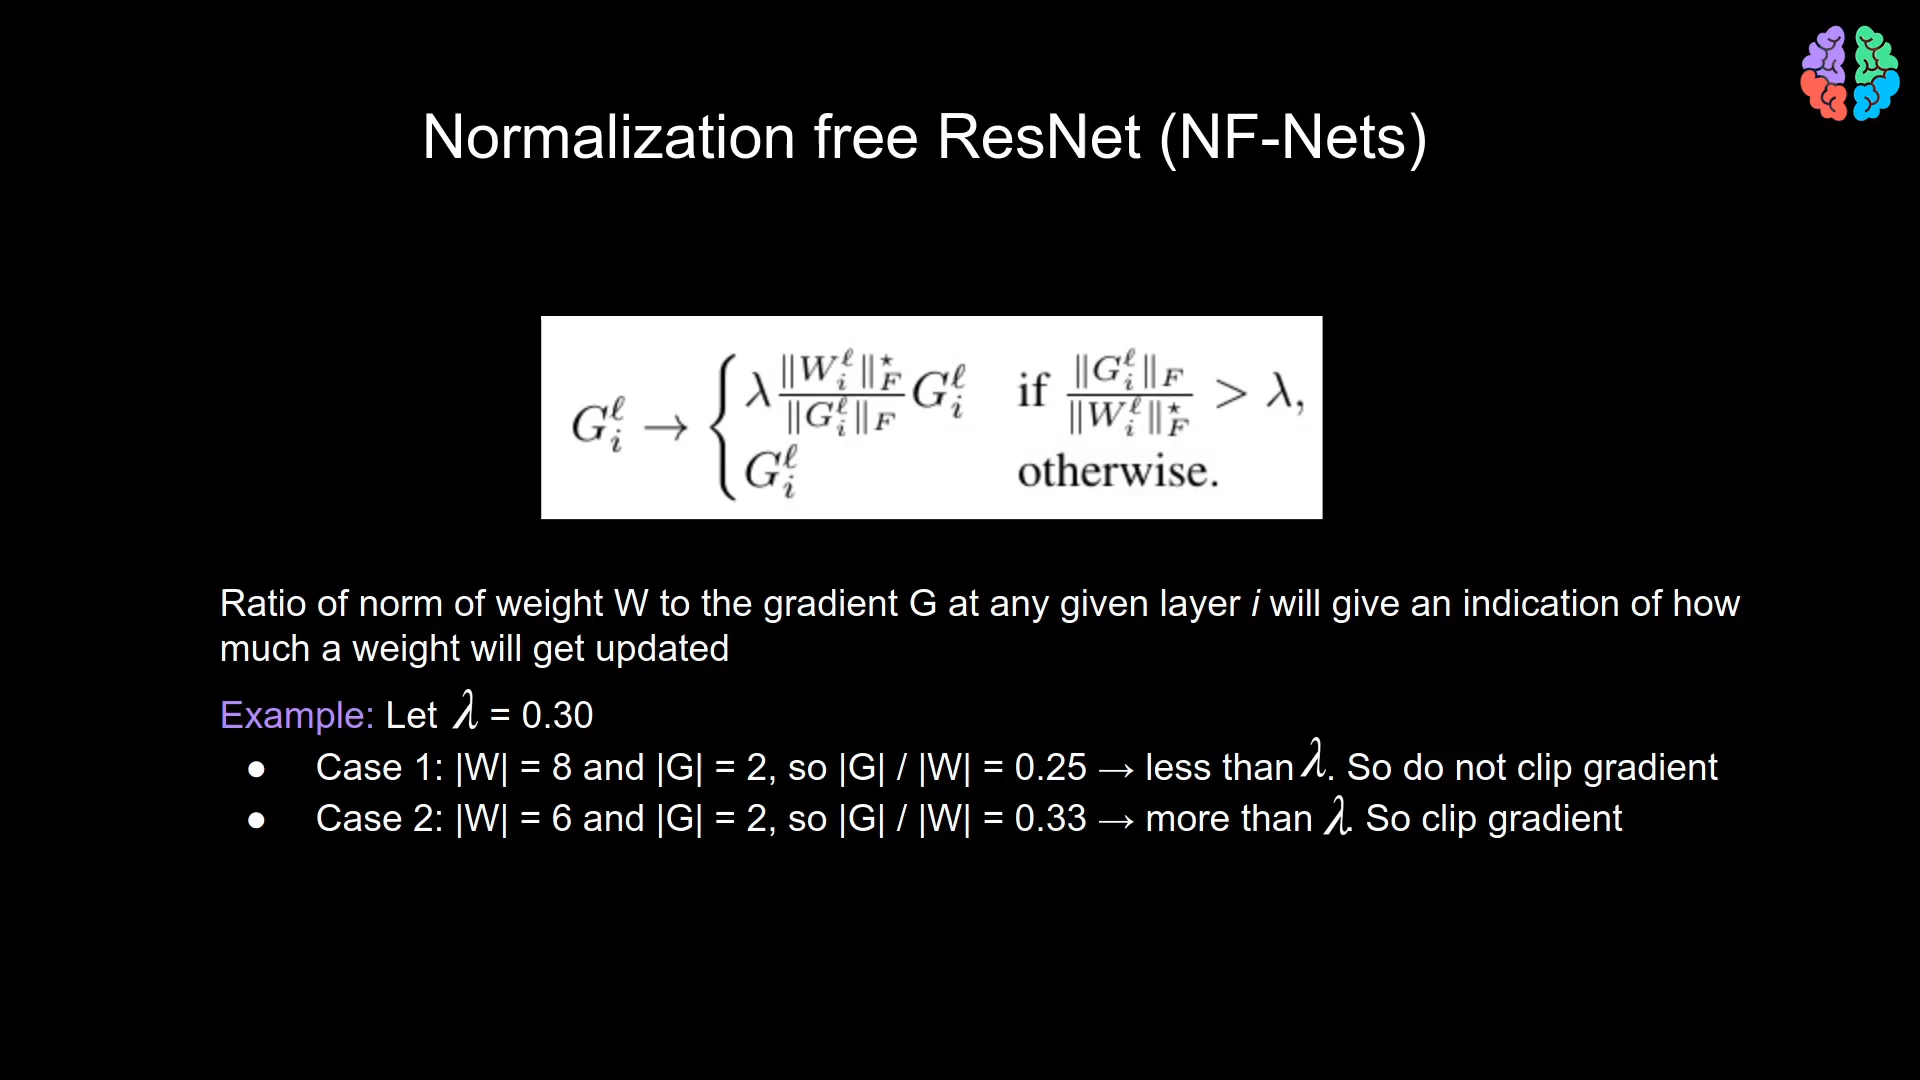 Normalization free ResNet (NF-Nets)
G_i^ℓ → { λ ‖W_i^ℓ‖_F^⋆ / ‖G_i^ℓ‖_F G_i^ℓ if ‖G_i^ℓ‖_F / ‖W_i^ℓ‖_F^⋆ > λ,
G_i^ℓ otherwise.
Ratio of norm of weight W to the gradient G at any given layer i will give an indication of how
much a weight will get updated
Example: Let λ = 0.30
● Case 1: |W| = 8 and |G| = 2, so |G| / |W| = 0.25 → less than λ. So do not clip gradient
● Case 2: |W| = 6 and |G| = 2, so |G| / |W| = 0.33 → more than λ. So clip gradient